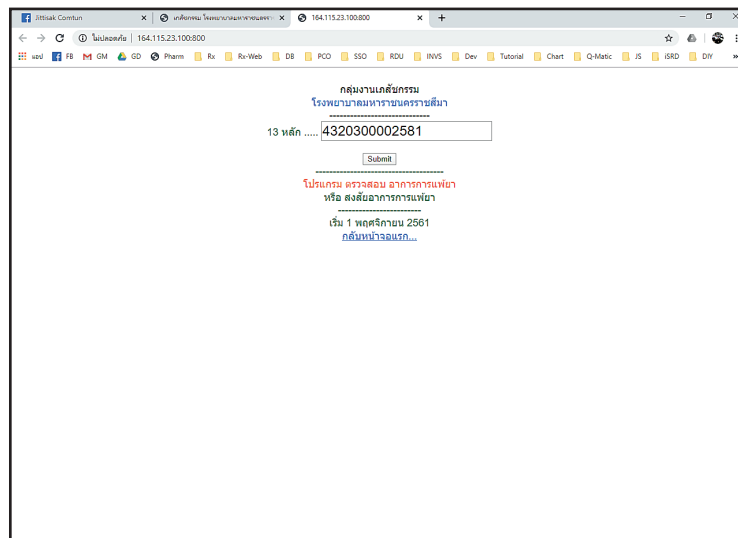 Jittisak Comtun
เภสัชกรรม โรงพยาบาลมหาราชนครราช
164.115.23.100:800
ไม่ปลอดภัย | 164.115.23.100:800
แอป FB GM GD Pharm Rx Rx-Web DB PCO SSO RDU INVS Dev Tutorial Chart Q-Matic JS iSRD DIY »
กลุ่มงานเภสัชกรรม
โรงพยาบาลมหาราชนครราชสีมา
-----------------------------
13 หลัก ..... 4320300002581
Submit
-------------------------------------
โปรแกรม ตรวจสอบ อาการการแพ้ยา
หรือ สงสัยอาการการแพ้ยา
------------------------
เริ่ม 1 พฤศจิกายน 2561
กลับหน้าจอแรก...